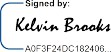 Signed by:
Kelvin Brooks
A0F3F24DC182406...